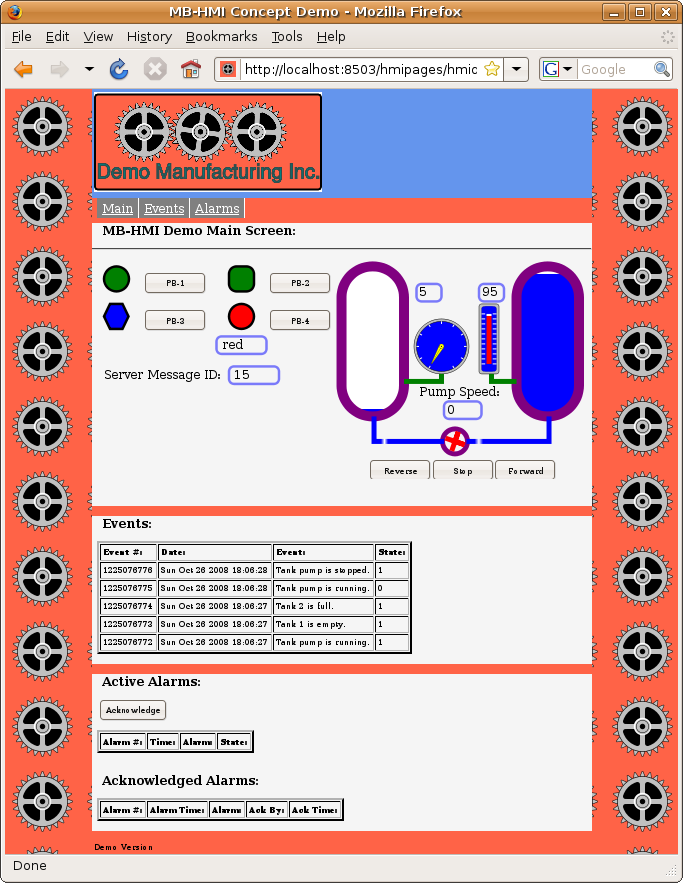 MB-HMI Concept Demo - Mozilla Firefox
File Edit View History Bookmarks Tools Help
http://localhost:8503/hmipages/hmic G Google
Demo Manufacturing Inc.
Main Events Alarms
MB-HMI Demo Main Screen:
PB-1 PB-2 5 95
PB-3 PB-4
red
Server Message ID: 15
Pump Speed:
0
Reverse Stop Forward
Events:
Event #: Date: Event: State:
1225076776 Sun Oct 26 2008 18:06:28 Tank pump is stopped. 1
1225076775 Sun Oct 26 2008 18:06:28 Tank pump is running. 0
1225076774 Sun Oct 26 2008 18:06:27 Tank 2 is full. 1
1225076773 Sun Oct 26 2008 18:06:27 Tank 1 is empty. 1
1225076772 Sun Oct 26 2008 18:06:27 Tank pump is running. 1
Active Alarms:
Acknowledge
Alarm #: Time: Alarm: State:
Acknowledged Alarms:
Alarm #: Alarm Time: Alarm: Ack By: Ack Time:
Demo Version
Done